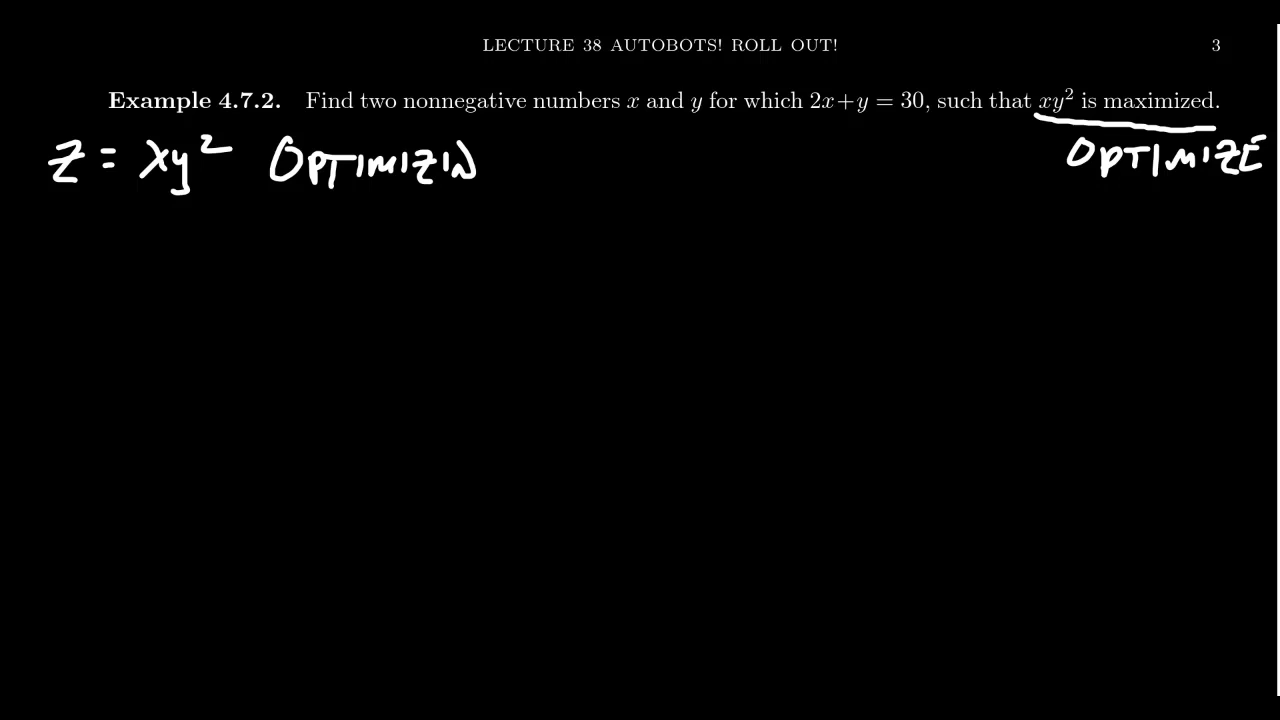 LECTURE 38 AUTOBOTS! ROLL OUT! 3
Example 4.7.2. Find two nonnegative numbers x and y for which 2x+y = 30, such that xy² is maximized.
Z = xy² OPTIMIZIN OPTIMIZE